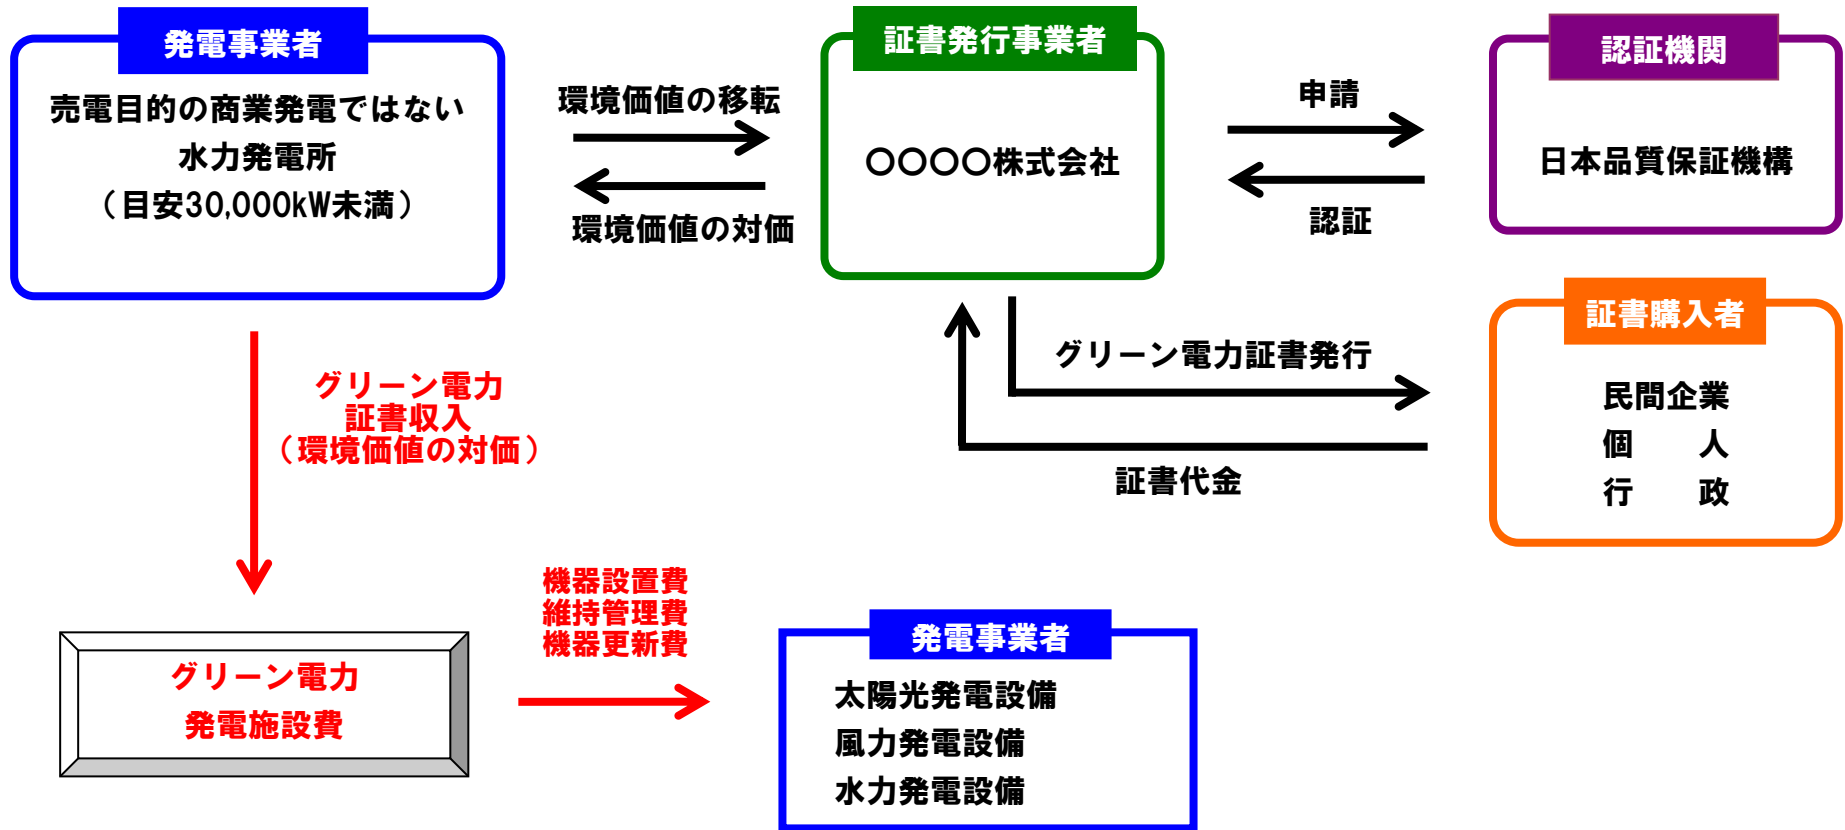 発電事業者
売電目的の商業発電ではない
水力発電所
（目安30,000kW未満）
環境価値の移転
環境価値の対価
証書発行事業者
〇〇〇〇株式会社
申請
認証
認証機関
日本品質保証機構
証書購入者
民間企業
個　　人
行　　政
グリーン電力証書発行
証書代金
グリーン電力
証書収入
（環境価値の対価）
グリーン電力
発電施設費
機器設置費
維持管理費
機器更新費
発電事業者
太陽光発電設備
風力発電設備
水力発電設備